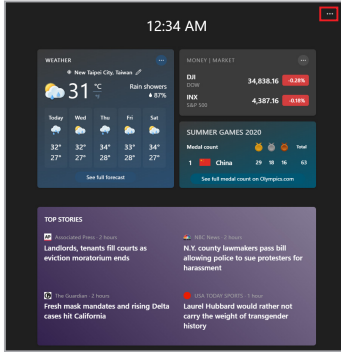 12:34 AM
WEATHER
New Taipei City, Taiwan
31 °C
Rain showers
87%
Today Wed Thu Fri Sat
32° 32° 34° 33° 34°
27° 27° 28° 28° 27°
See full forecast
MONEY | MARKET
DJI
DOW
34,838.16 -0.28%
INX
S&P 500
4,387.16 -0.18%
SUMMER GAMES 2020
Medal count Total
1 China 29 18 16 63
See full medal count on Olympics.com
TOP STORIES
Associated Press · 2 hours
Landlords, tenants fill courts as
eviction moratorium ends
NBC News · 2 hours
N.Y. county lawmakers pass bill
allowing police to sue protesters for
harassment
The Guardian · 2 hours
Fresh mask mandates and rising Delta
cases hit California
USA TODAY SPORTS · 1 hour
Laurel Hubbard would rather not
carry the weight of transgender
history